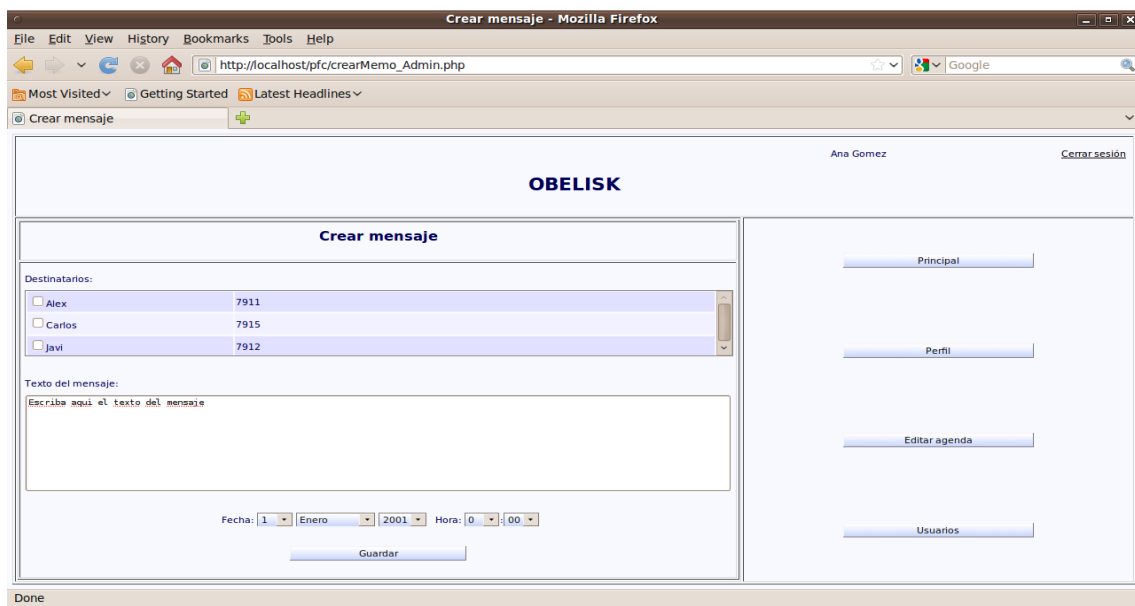 Crear mensaje - Mozilla Firefox
File Edit View History Bookmarks Tools Help
http://localhost/pfc/crearMemo_Admin.php
Google
Most Visited Getting Started Latest Headlines
Crear mensaje
Ana Gomez Cerrar sesión
OBELISK
Crear mensaje
Destinatarios:
Alex 7911
Carlos 7915
Javi 7912
Texto del mensaje:
Escriba aqui el texto del mensaje
Fecha: 1 Enero 2001 Hora: 0 : 00
Guardar
Principal
Perfil
Editar agenda
Usuarios
Done